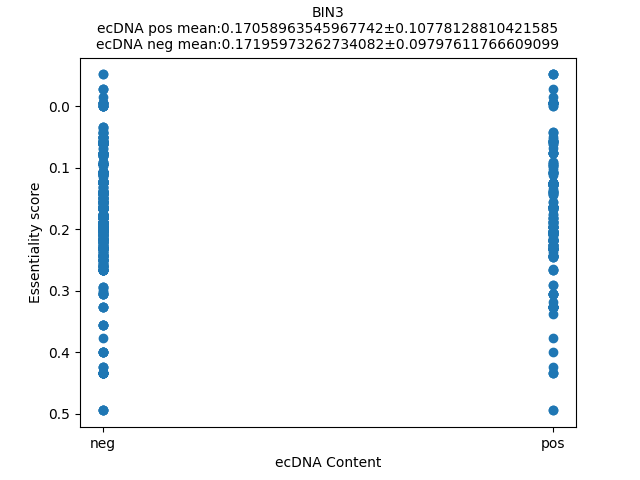 BIN3
ecDNA pos mean:0.17058963545967742±0.10778128810421585
ecDNA neg mean:0.17195973262734082±0.09797611766609099
0.0
0.1
0.2
0.3
0.4
0.5
Essentiality score
neg
pos
ecDNA Content